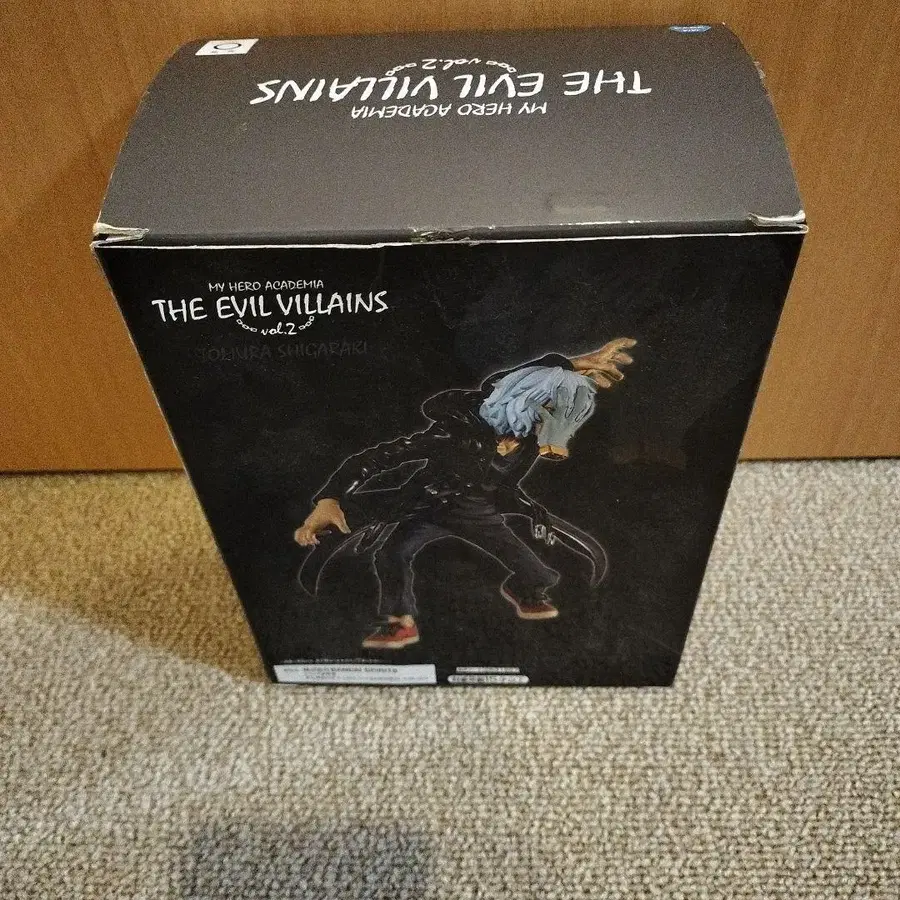 MY HERO ACADEMIA
THE EVIL VILLAINS
vol.2
MY HERO ACADEMIA
THE EVIL VILLAINS
vol.2
TOMURA SHIGARAKI